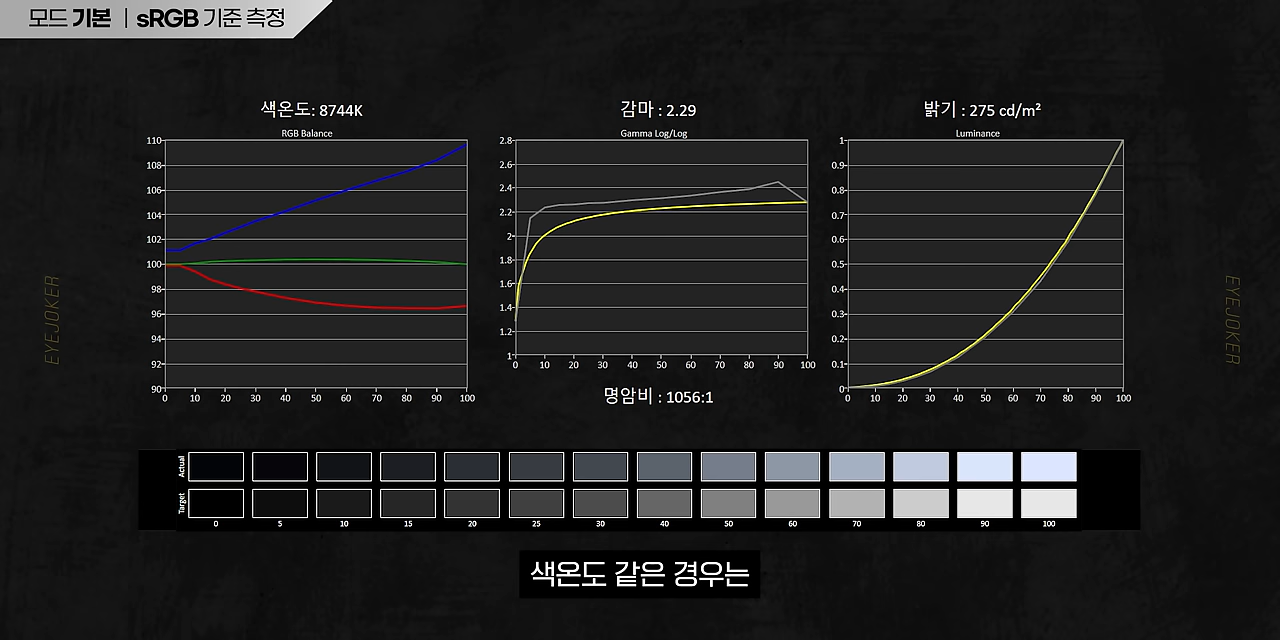 모드 기본 | sRGB 기준 측정
색온도: 8744K
감마 : 2.29
밝기 : 275 cd/m²
RGB Balance
Gamma Log/Log
Luminance
110
108
106
104
102
100
98
96
94
92
90
0 10 20 30 40 50 60 70 80 90 100
2.8
2.6
2.4
2.2
2
1.8
1.6
1.4
1.2
1
0 10 20 30 40 50 60 70 80 90 100
1
0.9
0.8
0.7
0.6
0.5
0.4
0.3
0.2
0.1
0
0 10 20 30 40 50 60 70 80 90 100
명암비 : 1056:1
EYEJOKER
EYEJOKER
Actual
Target
0 5 10 15 20 25 30 40 50 60 70 80 90 100
색온도 같은 경우는